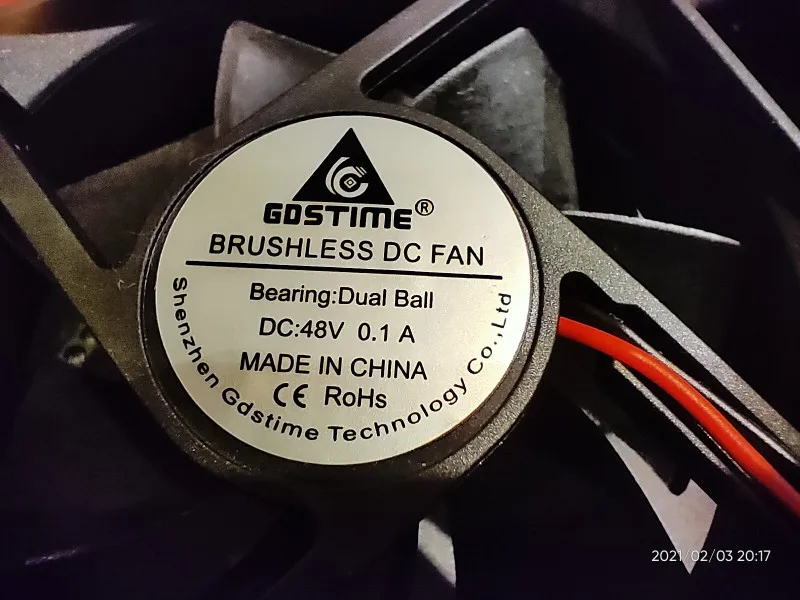 GDSTIME®
BRUSHLESS DC FAN
Bearing:Dual Ball
DC:48V 0.1 A
MADE IN CHINA
CE RoHs
Shenzhen Gdstime Technology Co.,Ltd
2021/02/03 20:17